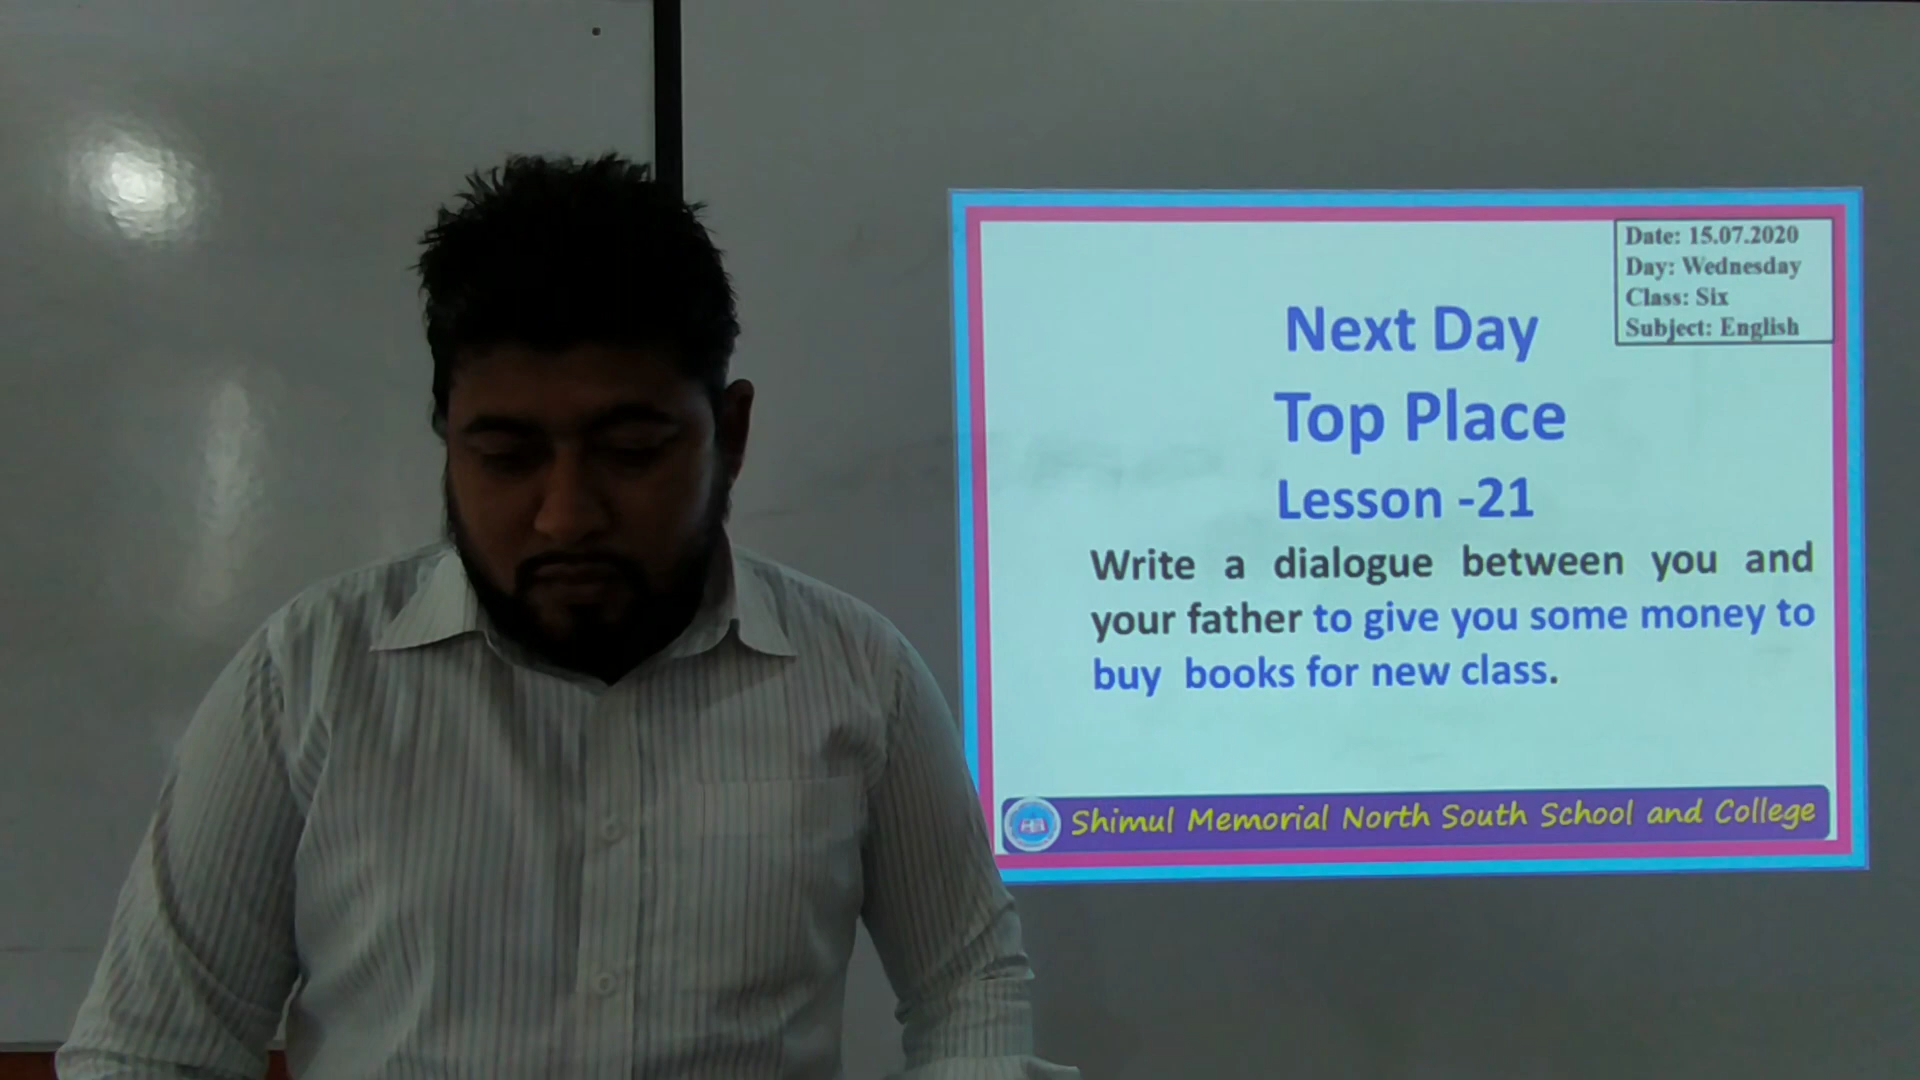 Date: 15.07.2020
Day: Wednesday
Class: Six
Subject: English
Next Day
Top Place
Lesson -21
Write a dialogue between you and
your father to give you some money to
buy books for new class.
Shimul Memorial North South School and College